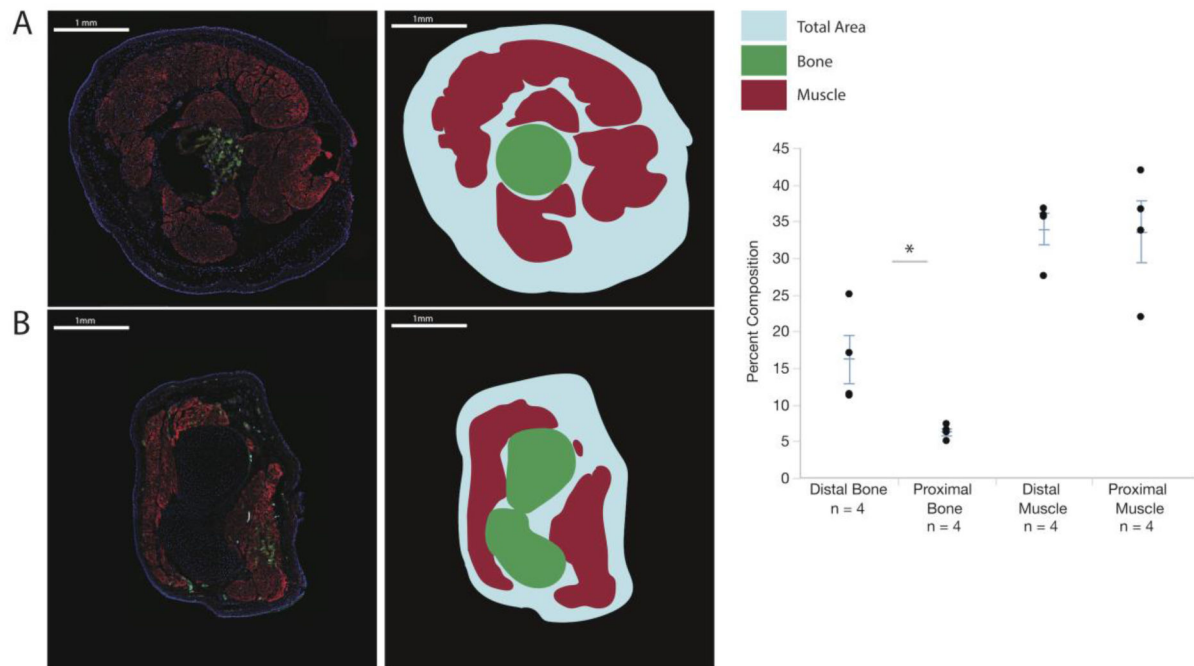 A
1 mm
1mm
Total Area
Bone
Muscle
B
1mm
1mm
Percent Composition
45
40
35
30
25
20
15
10
5
0
*
Distal Bone
n = 4
Proximal
Bone
n = 4
Distal
Muscle
n = 4
Proximal
Muscle
n = 4